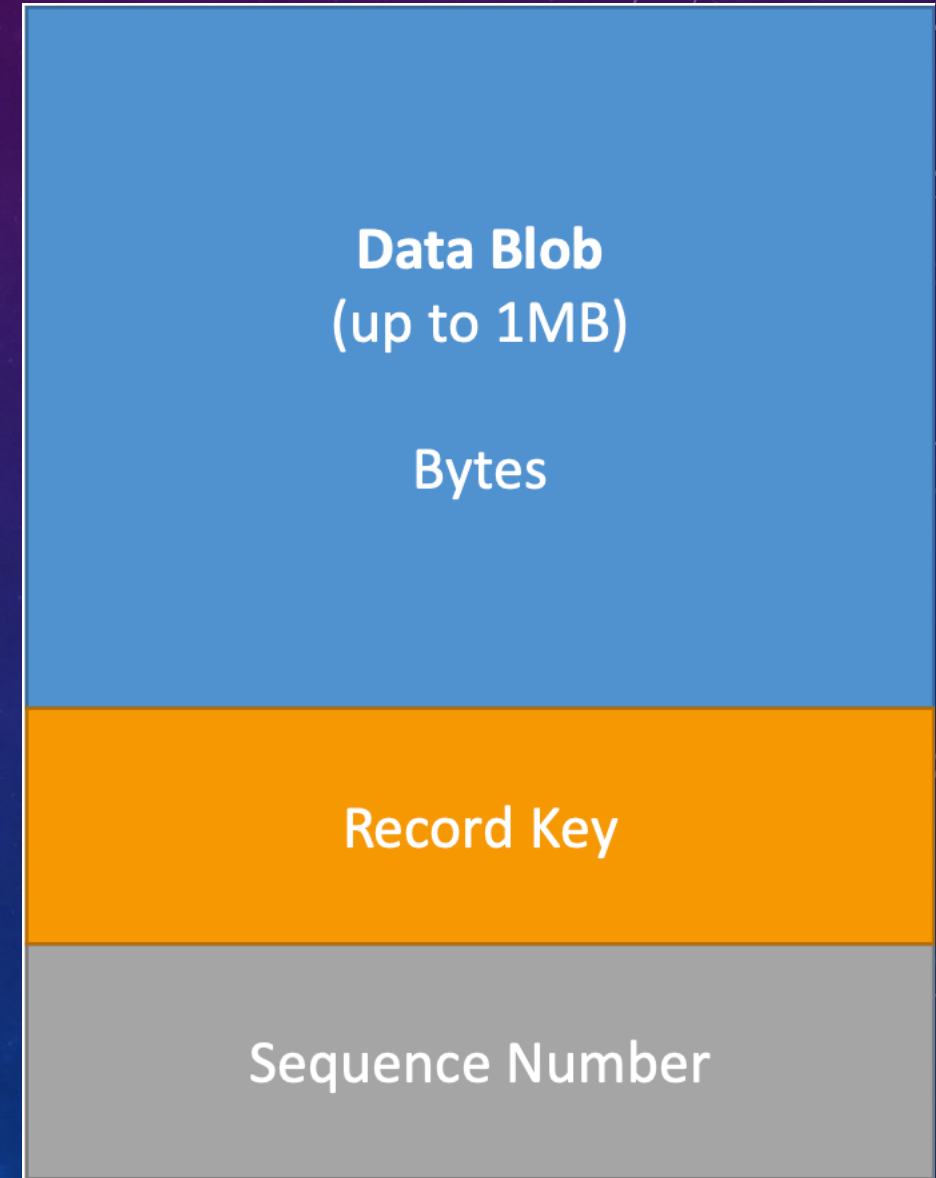 Data Blob
(up to 1MB)
Bytes
Record Key
Sequence Number